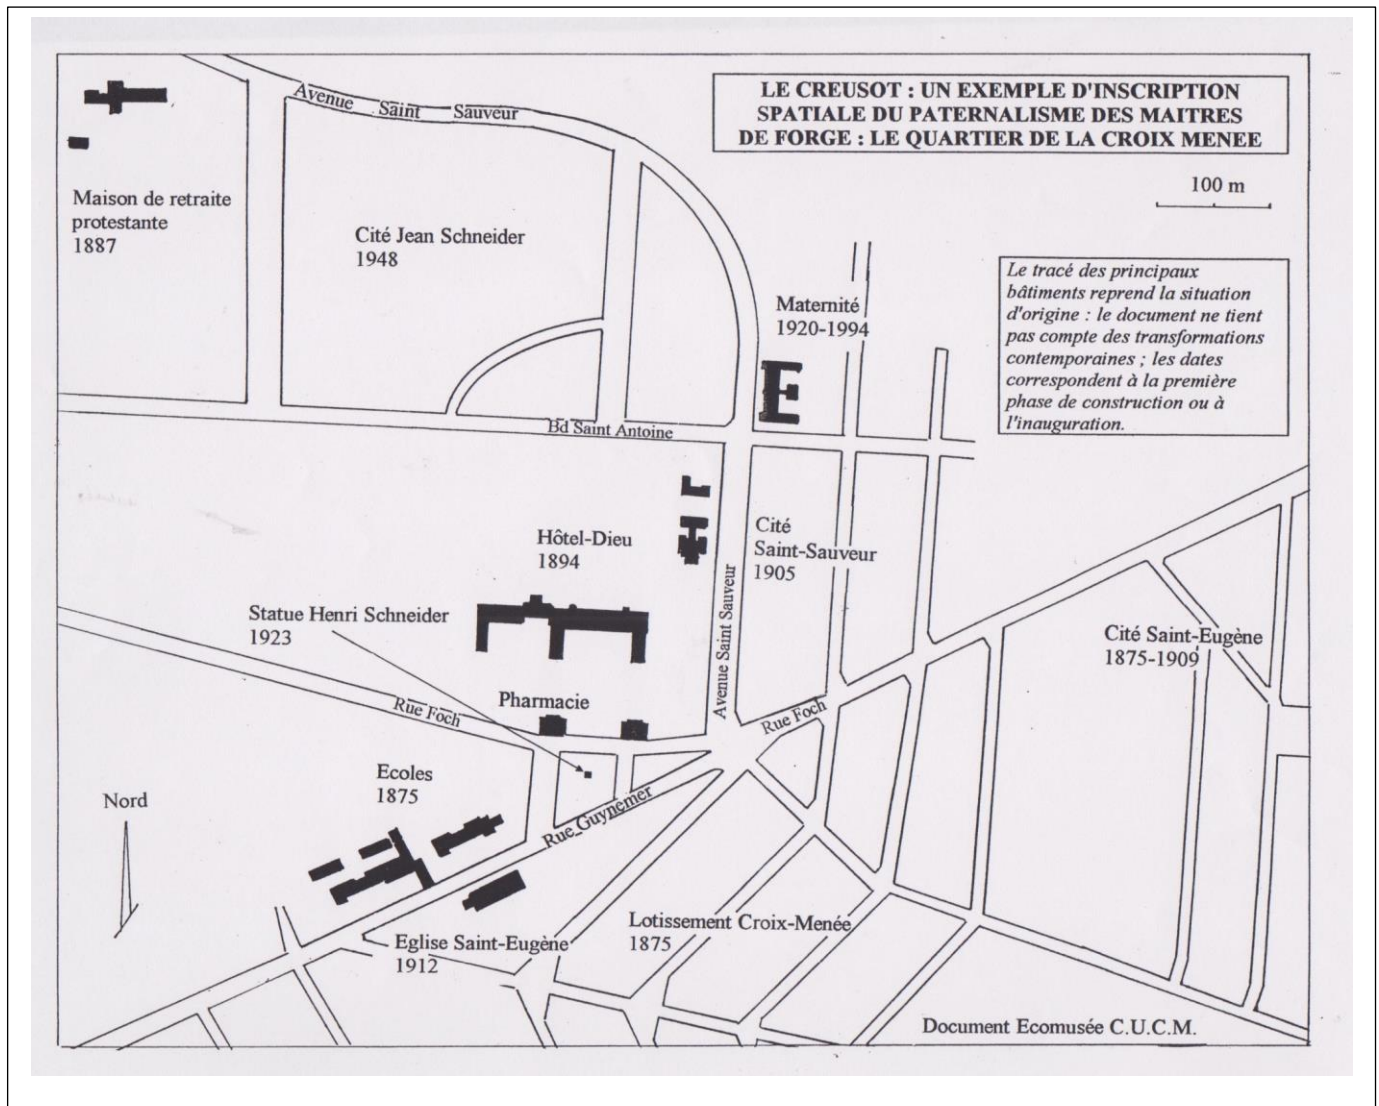 LE CREUSOT : UN EXEMPLE D'INSCRIPTION
SPATIALE DU PATERNALISME DES MAITRES
DE FORGE : LE QUARTIER DE LA CROIX MENEE
100 m
Avenue Saint Sauveur
Maison de retraite
protestante
1887
Cité Jean Schneider
1948
Le tracé des principaux
bâtiments reprend la situation
d'origine : le document ne tient
pas compte des transformations
contemporaines ; les dates
correspondent à la première
phase de construction ou à
l'inauguration.
Maternité
1920-1994
Bd Saint Antoine
Hôtel-Dieu
1894
Cité
Saint-Sauveur
1905
Avenue Saint Sauveur
Statue Henri Schneider
1923
Cité Saint-Eugène
1875-1909
Pharmacie
Rue Foch
Rue Foch
Ecoles
1875
Nord
Rue Guynemer
Lotissement Croix-Menée
1875
Eglise Saint-Eugène
1912
Document Ecomusée C.U.C.M.